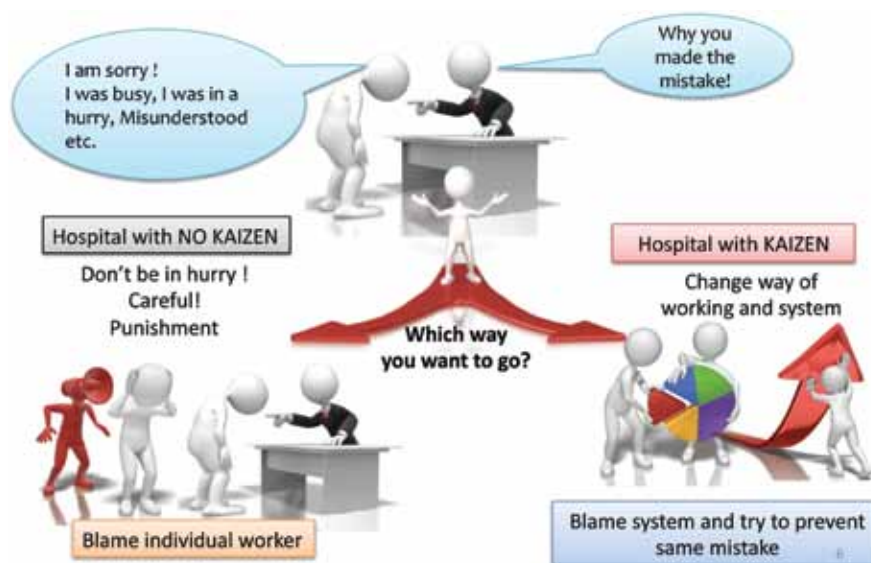 I am sorry !
I was busy, I was in a
hurry, Misunderstood
etc.
Why you
made the
mistake!
Hospital with NO KAIZEN
Don't be in hurry !
Careful!
Punishment
Hospital with KAIZEN
Change way of
working and system
Which way
you want to go?
Blame individual worker
Blame system and try to prevent
same mistake